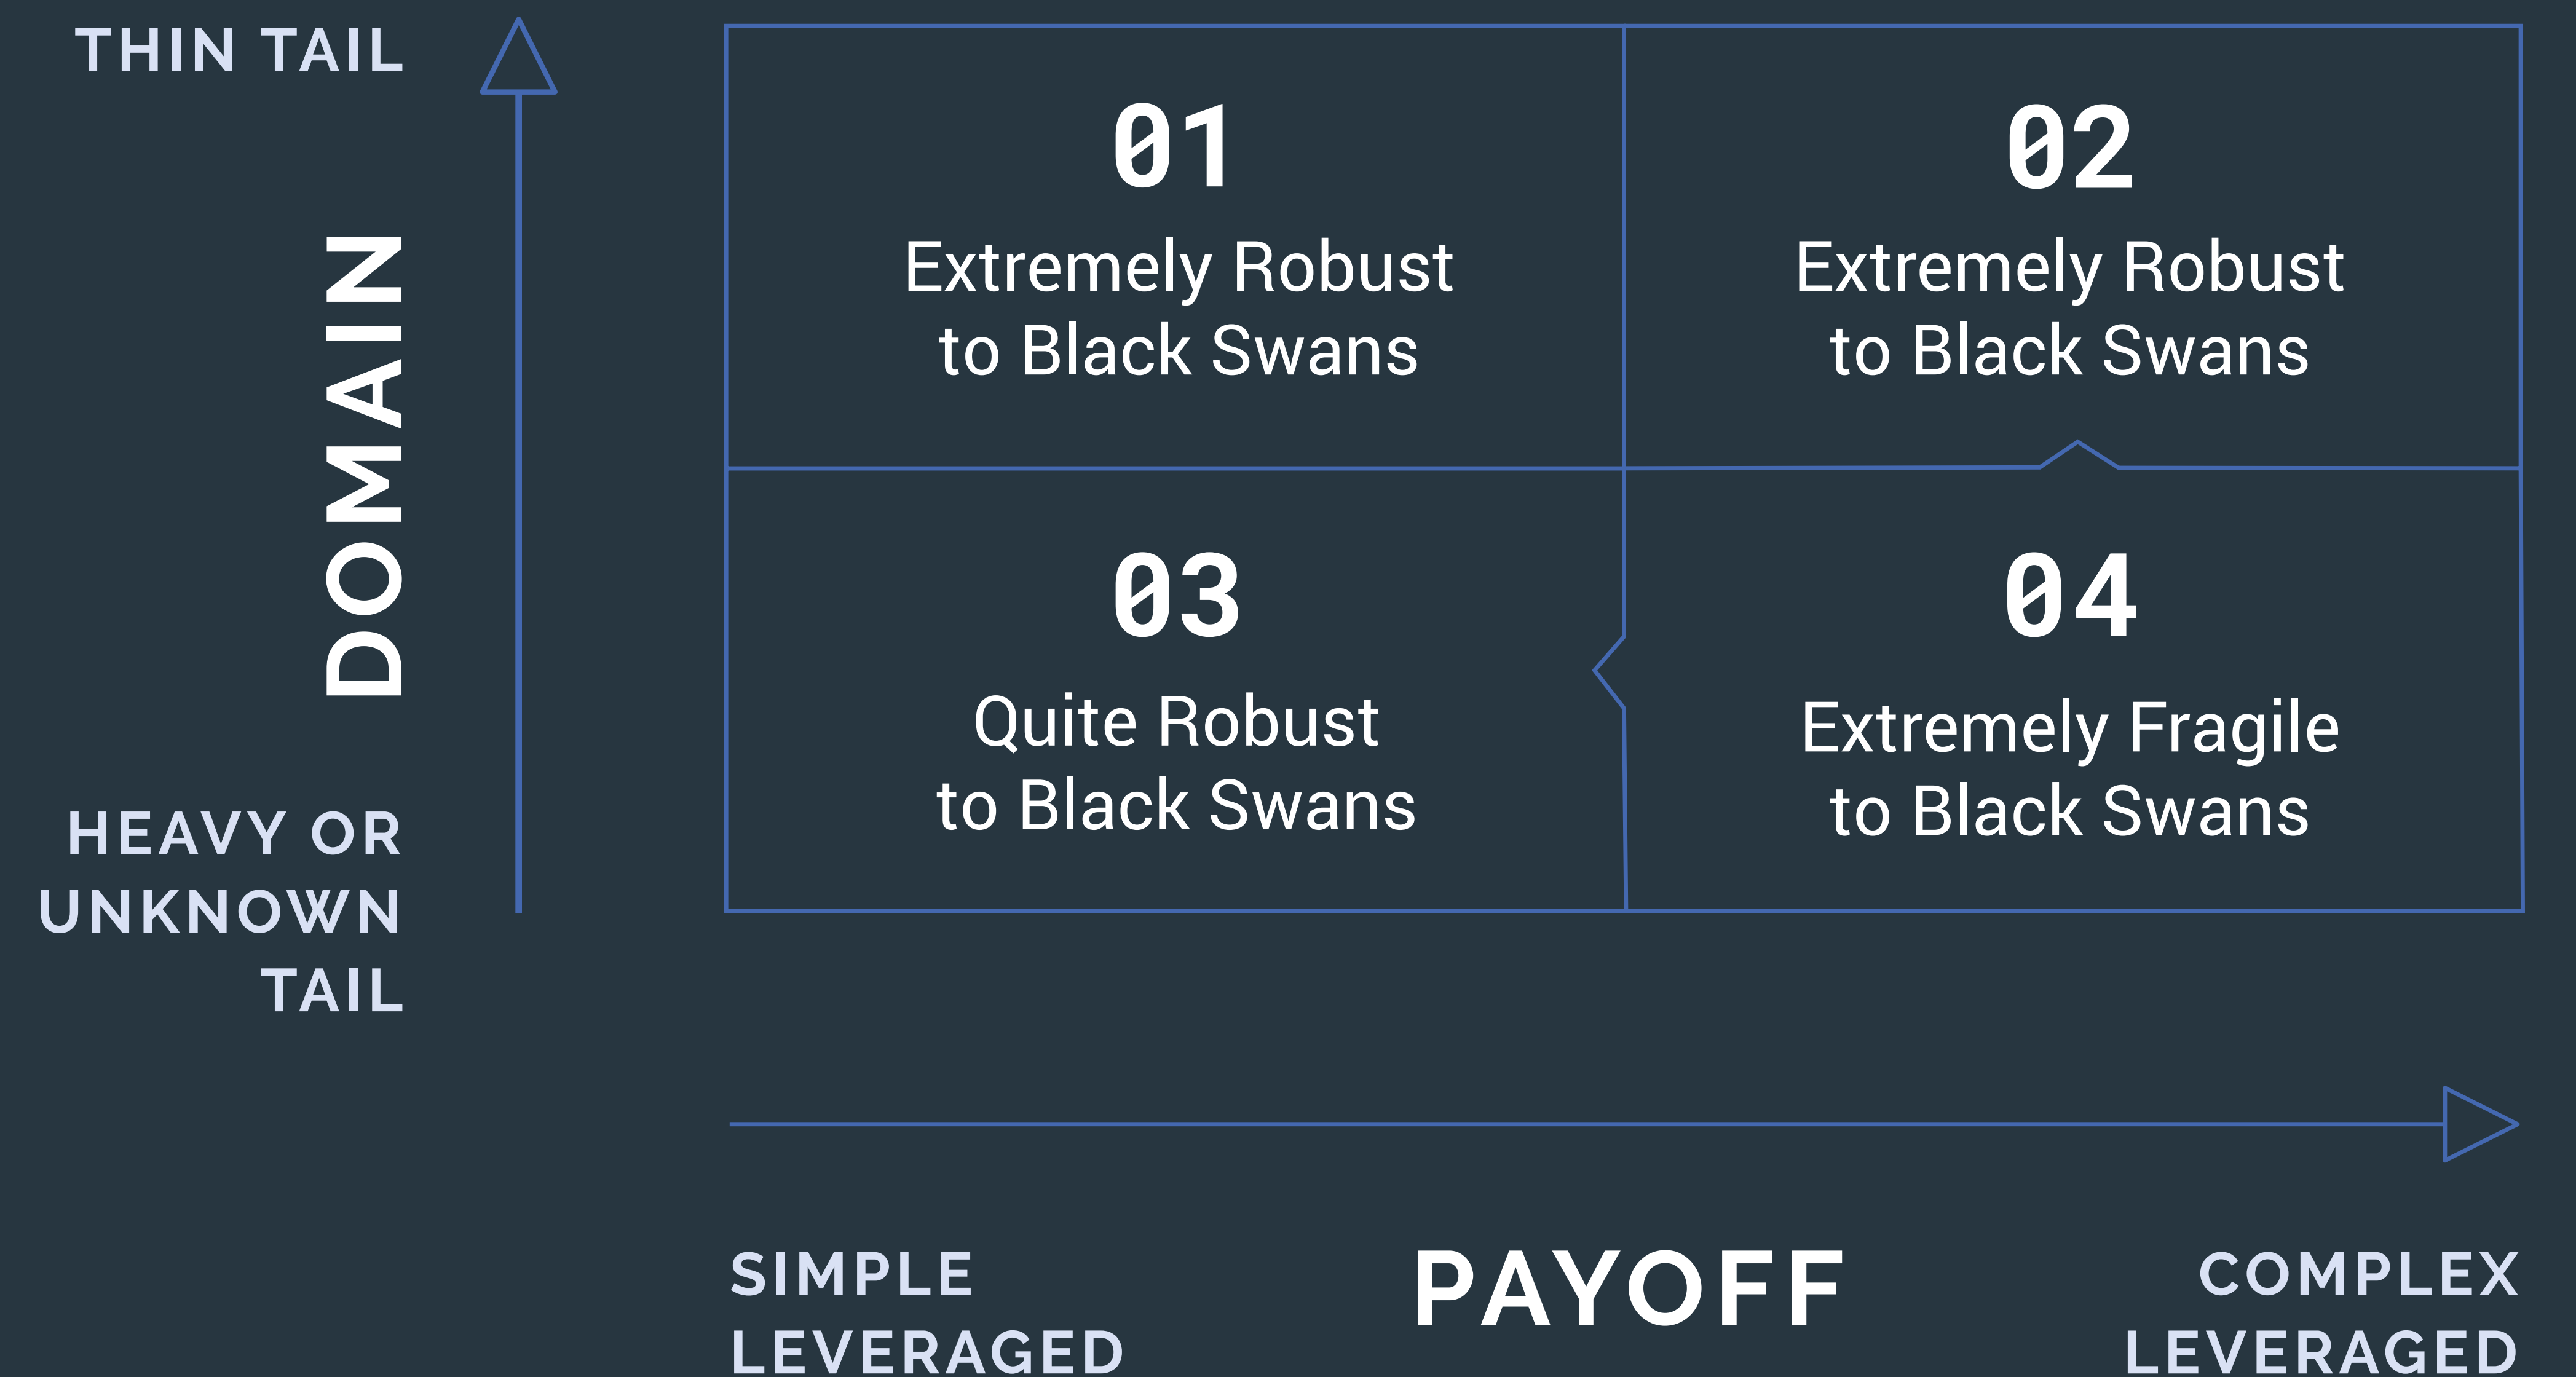 THIN TAIL
DOMAIN
HEAVY OR
UNKNOWN
TAIL
01
Extremely Robust
to Black Swans
02
Extremely Robust
to Black Swans
03
Quite Robust
to Black Swans
04
Extremely Fragile
to Black Swans
SIMPLE
LEVERAGED
PAYOFF
COMPLEX
LEVERAGED